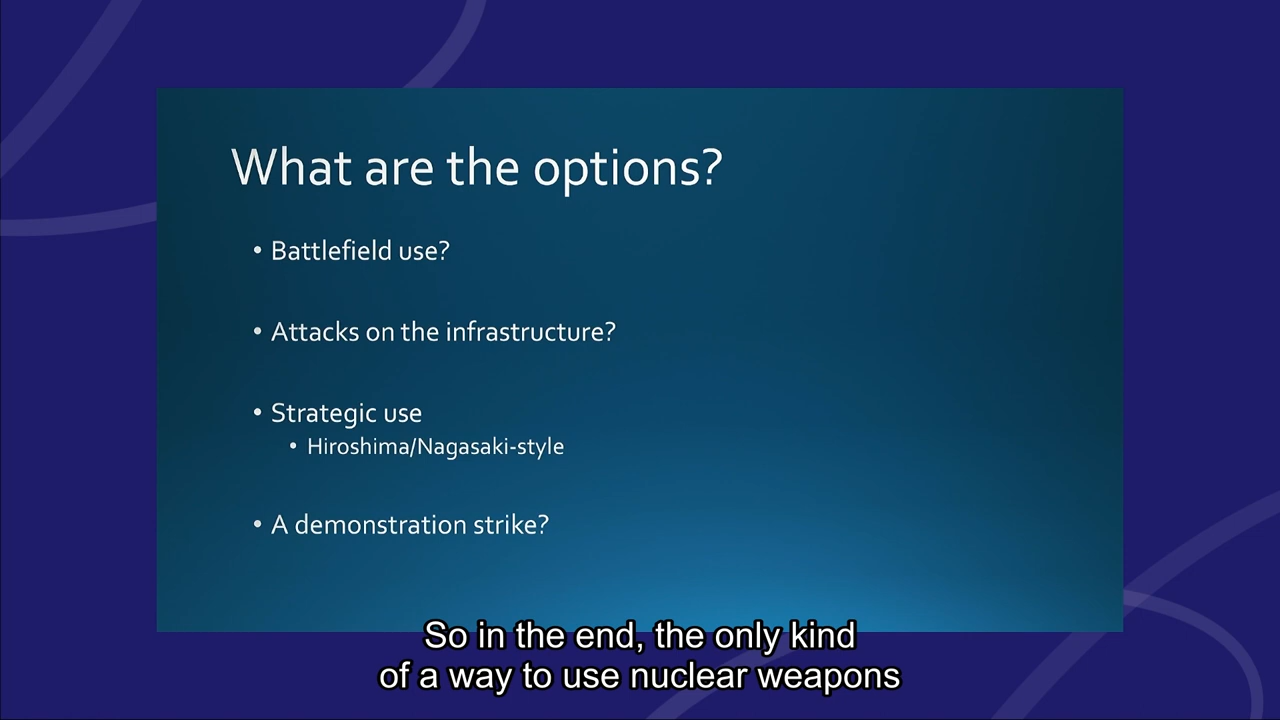 What are the options?
• Battlefield use?
• Attacks on the infrastructure?
• Strategic use
• Hiroshima/Nagasaki-style
• A demonstration strike?
So in the end, the only kind
of a way to use nuclear weapons